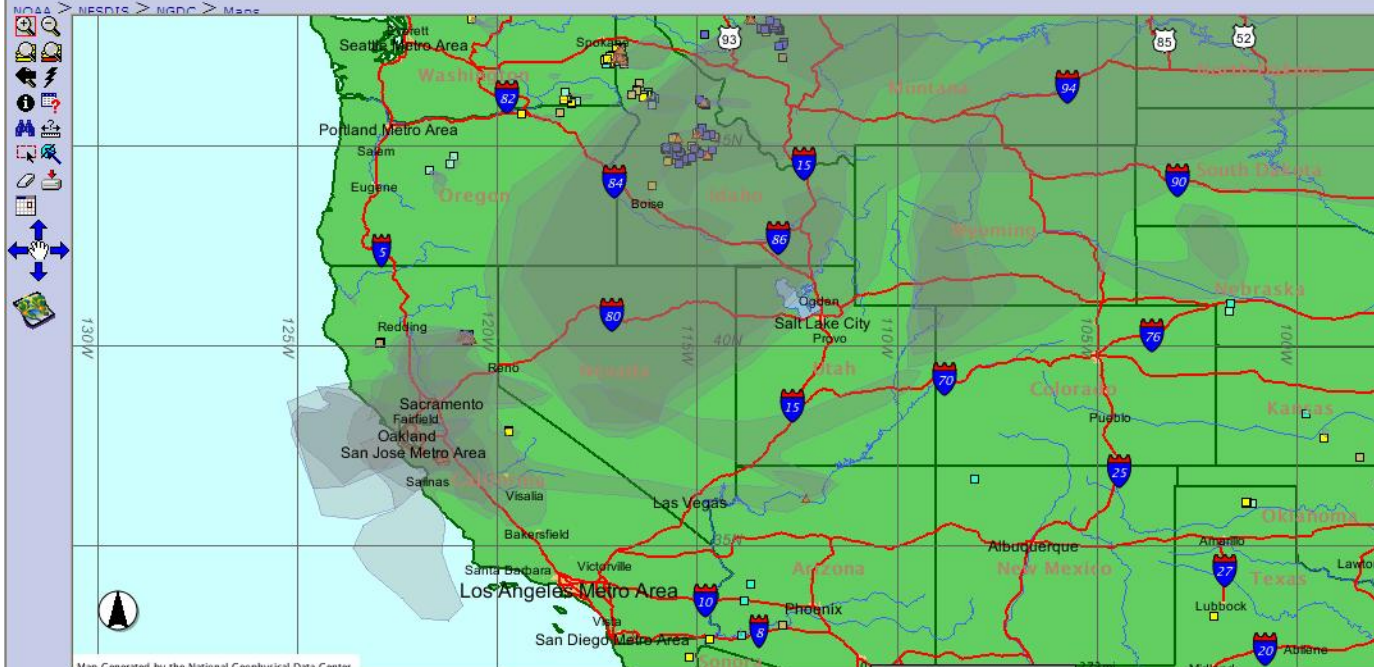 NOAA > NESDIS > NGDC > Maps
Everett
Seattle Metro Area
Spokane
93
85
52
Washington
North Dakota
Montana
94
82
Portland Metro Area
45N
Salem
15
90
South Dakota
Eugene
84
Oregon
Idaho
Boise
Wyoming
5
86
Nebraska
Ogden
80
Redding
Salt Lake City
130W
125W
120W
115W
40N
Provo
110W
105W
76
100W
Reno
Nevada
Utah
70
Colorado
Sacramento
15
Kansas
Fairfield
Pueblo
Oakland
San Jose Metro Area
25
Salinas
California
Visalia
Las Vegas
Oklahoma
Bakersfield
35N
Albuquerque
Amarillo
Santa Barbara
Victorville
Arizona
New Mexico
27
Texas
Los Angeles Metro Area
10
Phoenix
Lubbock
Vista
8
San Diego Metro Area
20
Abilene
Sonora
Map Generated by the National Geophysical Data Center